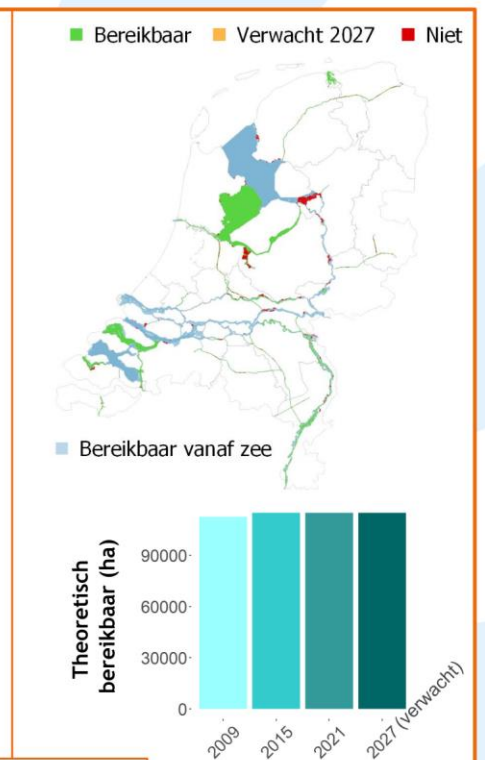 Bereikbaar Verwacht 2027 Niet
Bereikbaar vanaf zee
Theoretisch
bereikbaar (ha)
90000
60000
30000
0
2009 2015 2021 2027 (verwacht)